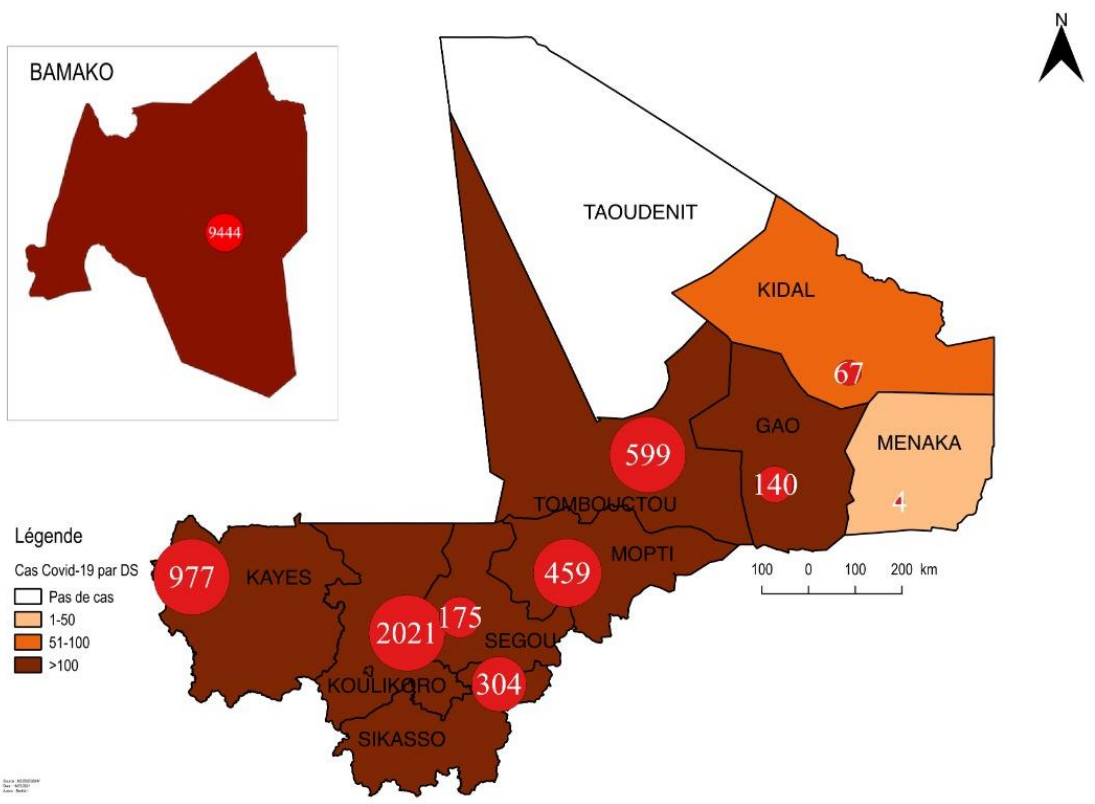 N
BAMAKO
9444
TAOUDENIT
KIDAL
67
GAO
MENAKA
599
140
4
TOMBOUCTOU
Légende
Cas Covid-19 par DS
Pas de cas
1-50
51-100
>100
977
KAYES
459
MOPTI
100 0 100 200 km
2021
175
SEGOU
KOULIKORO
304
SIKASSO